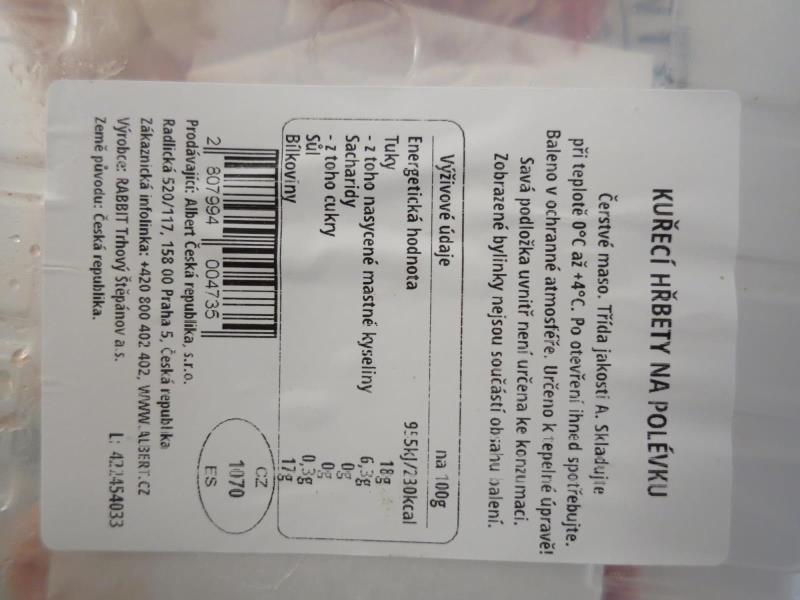 KUŘECÍ HŘBETY NA POLÉVKU
Čerstvé maso. Třída jakosti A. Skladujte
při teplotě 0°C až +4°C. Po otevření ihned spotřebujte.
Baleno v ochranné atmosféře. Určeno k tepelné úpravě!
Savá podložka uvnitř není určena ke konzumaci.
Zobrazené bylinky nejsou součástí obsahu balení.
Výživové údaje na 100g
Energetická hodnota 955kJ/230kcal
Tuky 18g
- z toho nasycené mastné kyseliny 6,3g
Sacharidy 0g
- z toho cukry 0g
Sůl 0,3g
Bílkoviny 17g
2 807994 004735
CZ
1070
ES
Prodávající: Albert Česká republika, s.r.o.
Radlická 520/117, 158 00 Praha 5, Česká republika
Zákaznická infolinka: +420 800 402 402, WWW.ALBERT.CZ
Výrobce: RABBIT Trhový Štěpánov a.s.
Země původu: Česká republika.
L: 422454033